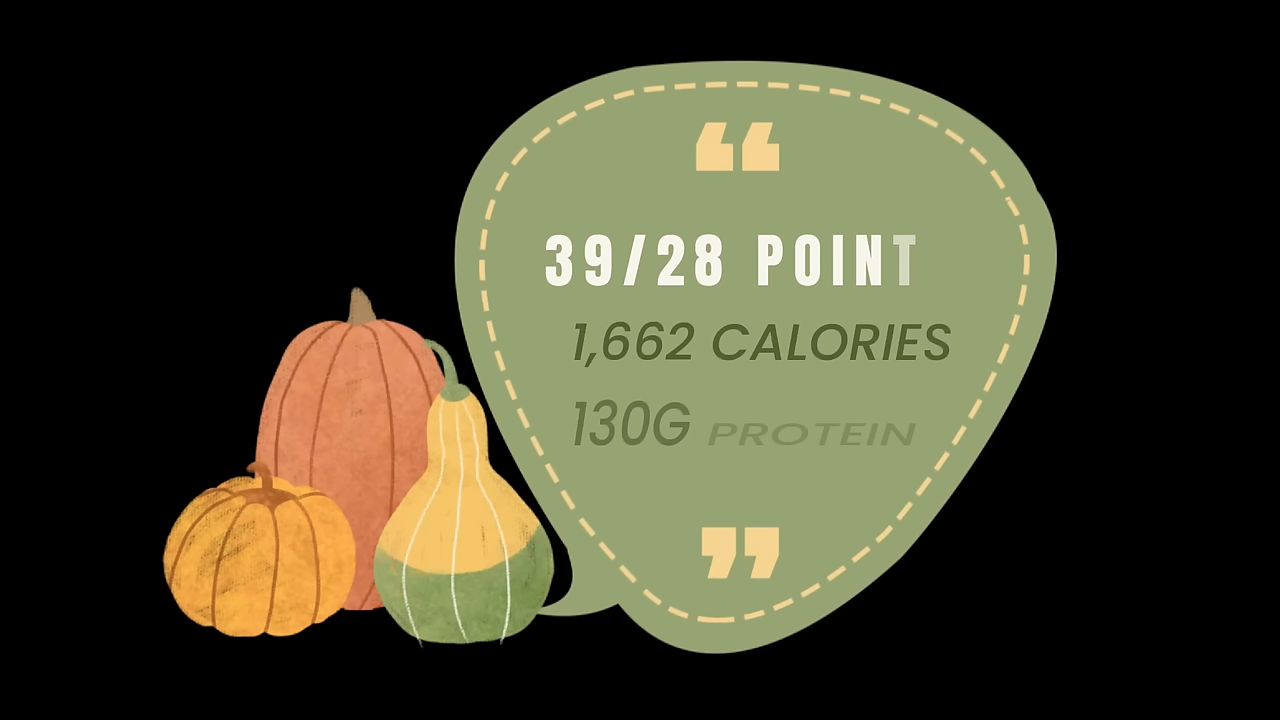 “
39/28 POINT
1,662 CALORIES
130G PROTEIN
”